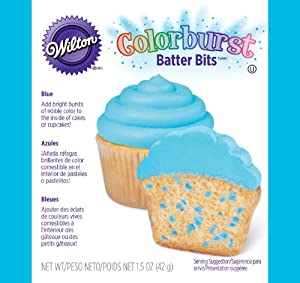 Wilton
Colorburst
Batter Bits™
Blue
Add bright bursts
of edible color to
the inside of cakes
or cupcakes!
Azules
¡Añada ráfagas
brillantes de color
comestible en el
interior de pasteles
o pastelitos!
Bleues
Ajouter des éclats
de couleurs vives
comestibles à
l'intérieur des
gâteaux ou des
petits gâteaux!
NET WT/PESO NETO/POIDS NET 1.5 OZ (42 g)
Serving Suggestion/Sugerencia para
servir/Présentation suggérée